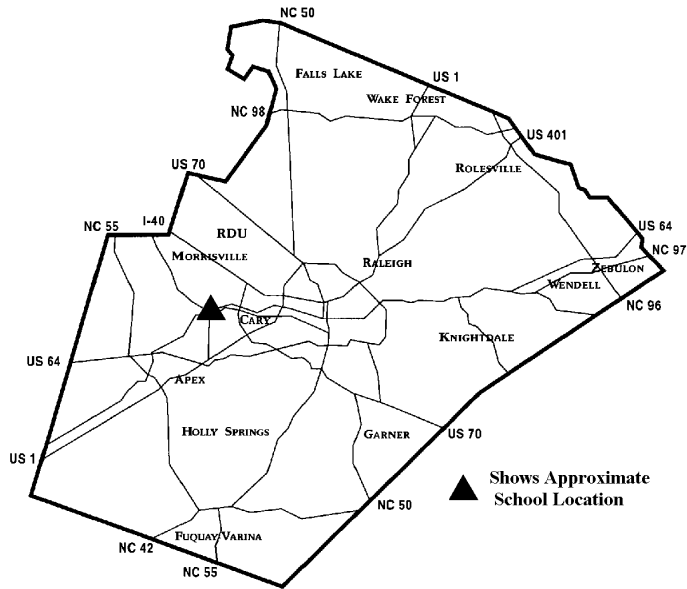 NC 50
FALLS LAKE
US 1
WAKE FOREST
NC 98
US 401
US 70
ROLESVILLE
NC 55
I-40
RDU
US 64
MORRISVILLE
NC 97
RALEIGH
ZEBULON
WENDELL
NC 96
CARY
KNIGHTDALE
US 64
APEX
HOLLY SPRINGS
GARNER
US 70
US 1
Shows Approximate
School Location
NC 50
FUQUAY-VARINA
NC 42
NC 55